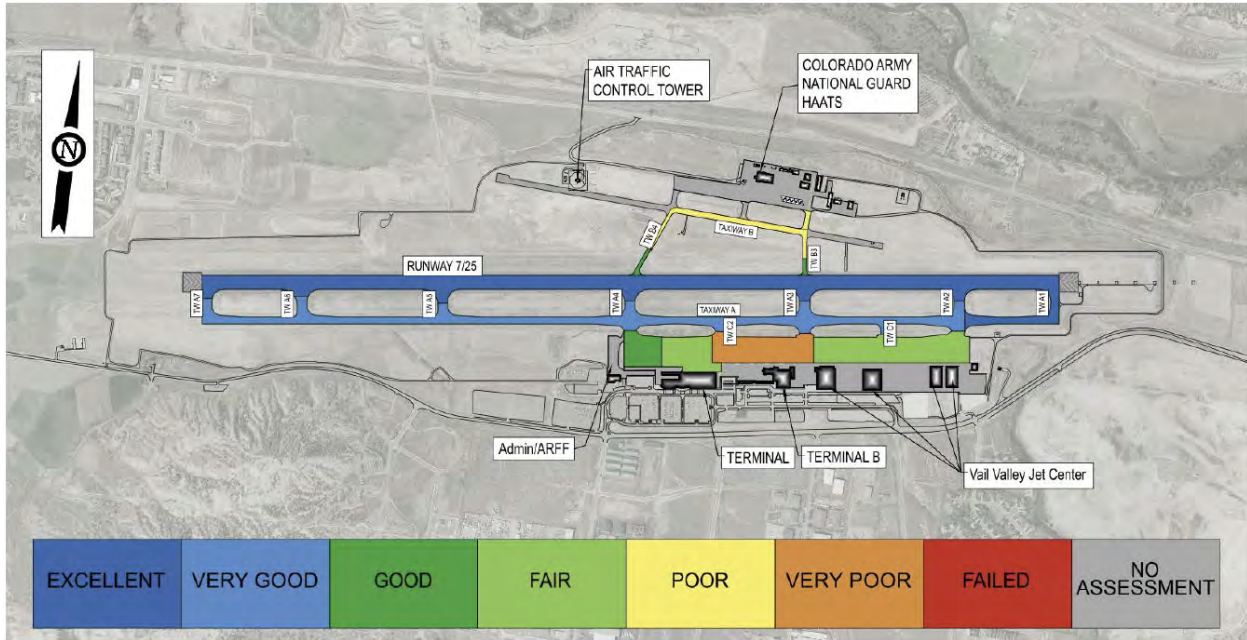 AIR TRAFFIC
CONTROL TOWER
COLORADO ARMY
NATIONAL GUARD
HAATS
N
TW B4
TAXIWAY B
TW B3
RUNWAY 7/25
TW A7
TW A6
TW A5
TW A4
TAXIWAY A
TW A3
TW A2
TW A1
TW C2
TW C1
Admin/ARFF
TERMINAL
TERMINAL B
Vail Valley Jet Center
EXCELLENT
VERY GOOD
GOOD
FAIR
POOR
VERY POOR
FAILED
NO
ASSESSMENT